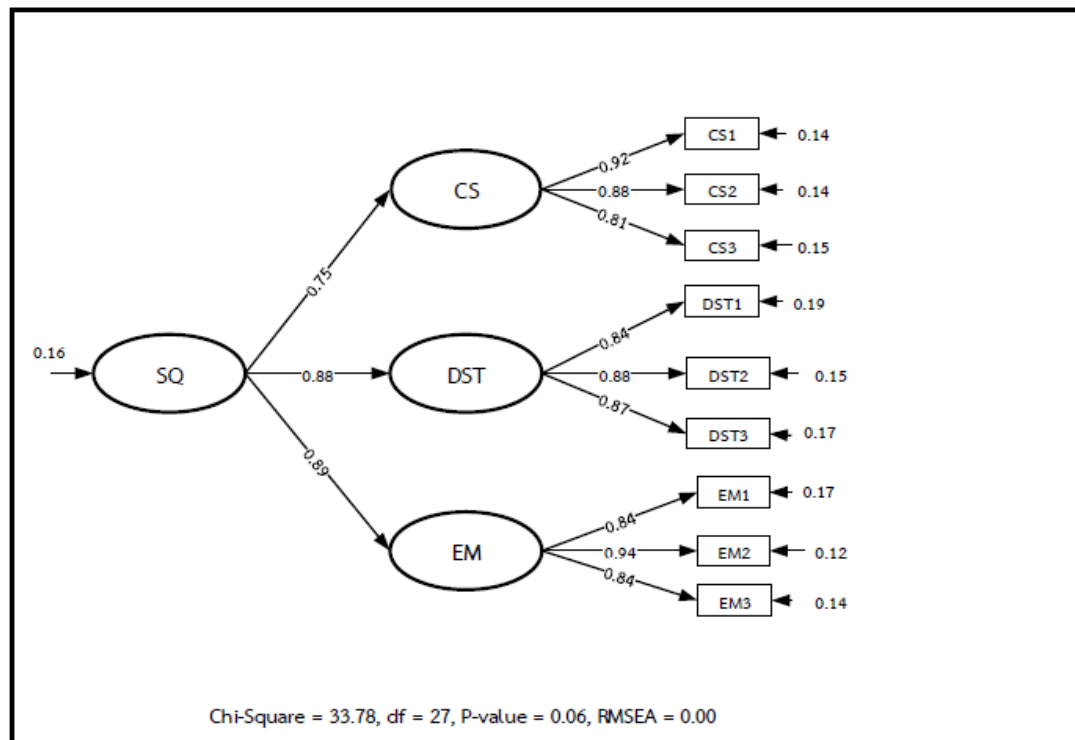 CS1
0.14
0.92
CS
0.88
CS2
0.14
0.81
CS3
0.15
0.75
DST1
0.19
0.84
0.16
SQ
0.88
DST
0.88
DST2
0.15
0.87
DST3
0.17
0.89
EM1
0.17
0.84
EM
0.94
EM2
0.12
0.84
EM3
0.14
Chi-Square = 33.78, df = 27, P-value = 0.06, RMSEA = 0.00